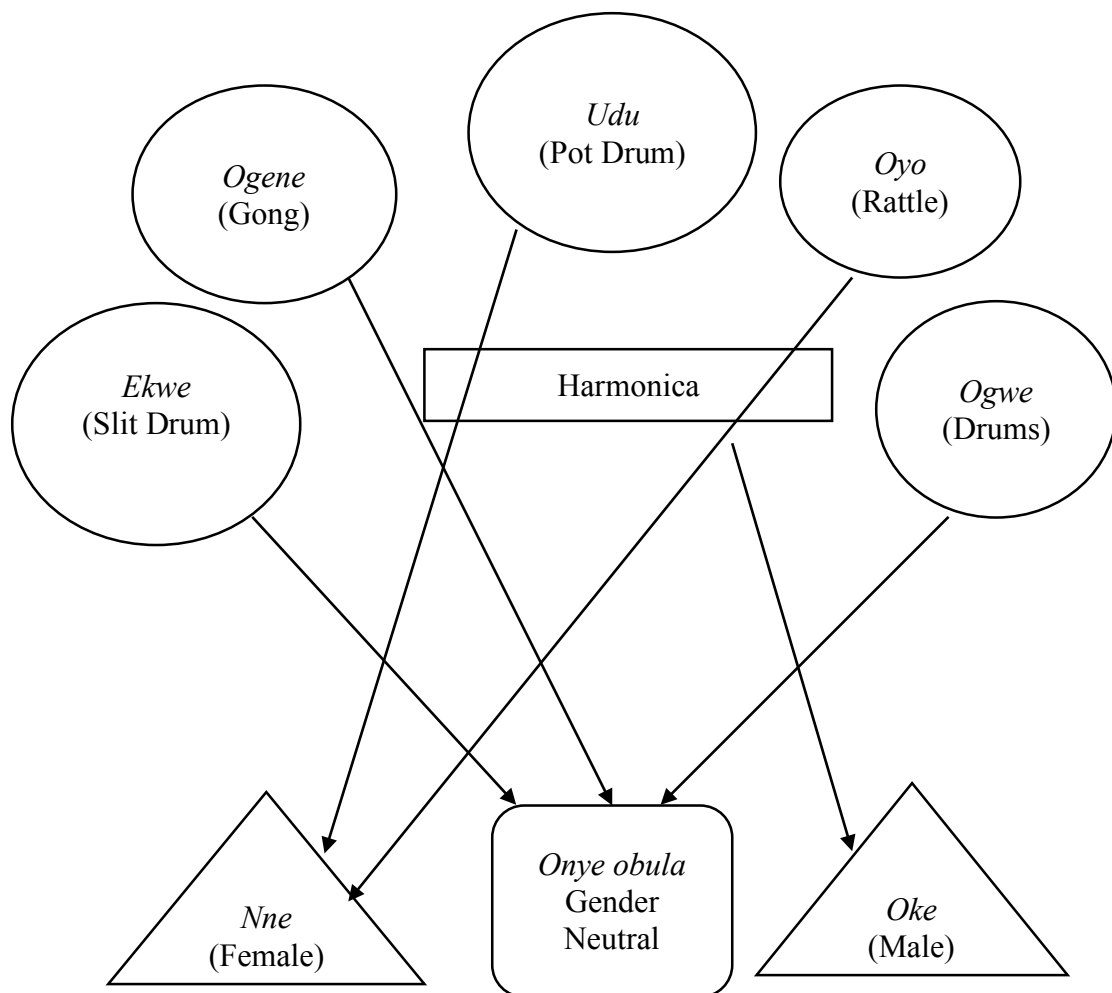 Udu
(Pot Drum)
Ogene
(Gong)
Oyo
(Rattle)
Ekwe
(Slit Drum)
Harmonica
Ogwe
(Drums)
Nne
(Female)
Onye obula
Gender
Neutral
Oke
(Male)